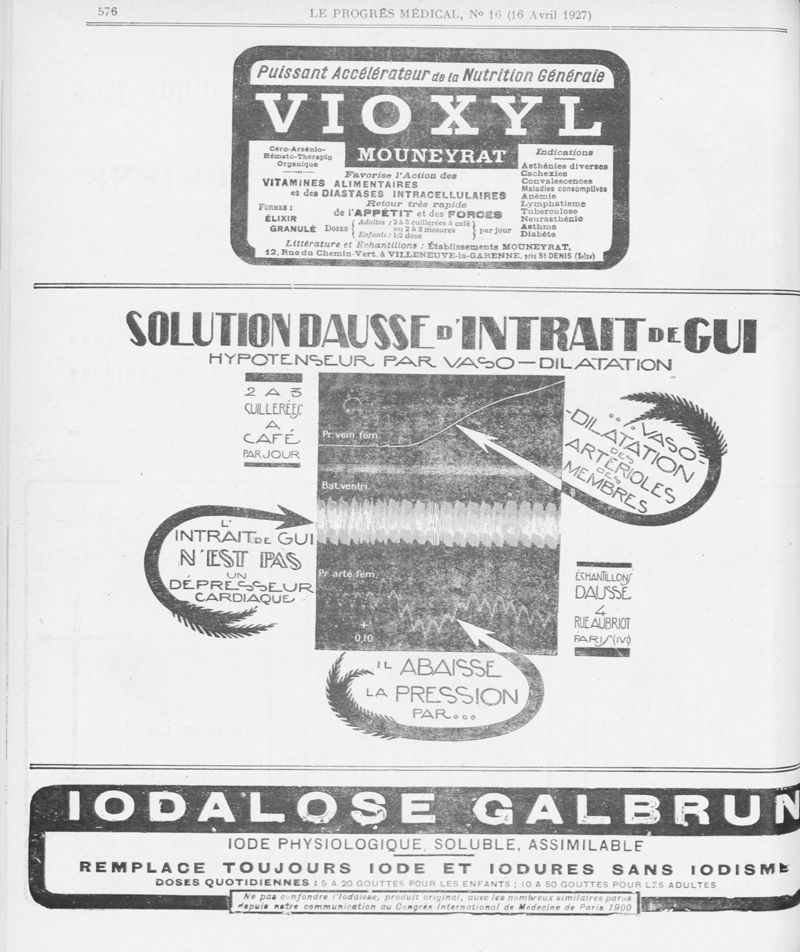 576
LE PROGRÈS MÉDICAL, No 16 (16 Avril 1927)
Puissant Accélérateur de la Nutrition Générale
VIOXYL
MOUNEYRAT
Céro-Arsénio-
Hémato-Thérapie
Organique
Favorise l'Action des
VITAMINES ALIMENTAIRES
et des DIASTASES INTRACELLULAIRES
Retour très rapide
de l'APPÉTIT et des FORCES
FORMES :
ÉLIXIR
GRANULÉ
DOSES
Adultes : 2 à 3 cuillerées à café
ou 2 à 3 mesures
Enfants : 1/2 dose
par jour
Indications
Asthénies diverses
Cachexies
Convalescences
Maladies consomptives
Anémie
Lymphatisme
Tuberculose
Neurasthénie
Asthme
Diabète
Littérature et Échantillons : Établissements MOUNEYRAT,
12, Rue du Chemin-Vert, à VILLENEUVE-la-GARENNE, près St-DENIS (Seine)
SOLUTION DAUSSE D'INTRAIT DE GUI
HYPOTENSEUR PAR VASO-DILATATION
2 A 3
CUILLERÉES
A
CAFÉ
PAR JOUR
Pr. vein. fém.
Bat. ventri.
Pr. arté. fém.
+
0,10
...VASO-
-DILATATION
DES
ARTÉRIOLES
DES
MEMBRES
L'
INTRAIT DE GUI
N'EST PAS
UN
DÉPRESSEUR
CARDIAQUE
ÉCHANTILLONS
DAUSSE
4
RUE AUBRIOT
PARIS (IVe)
IL ABAISSE
LA PRESSION
PAR...
IODALOSE GALBRUN
IODE PHYSIOLOGIQUE, SOLUBLE, ASSIMILABLE
REMPLACE TOUJOURS IODE ET IODURES SANS IODISME
DOSES QUOTIDIENNES : 5 A 20 GOUTTES POUR LES ENFANTS ; 10 A 50 GOUTTES POUR LES ADULTES
Ne pas confondre l'Iodalose, produit original, avec les nombreux similaires parus
depuis notre communication au Congrès International de Médecine de Paris 1900